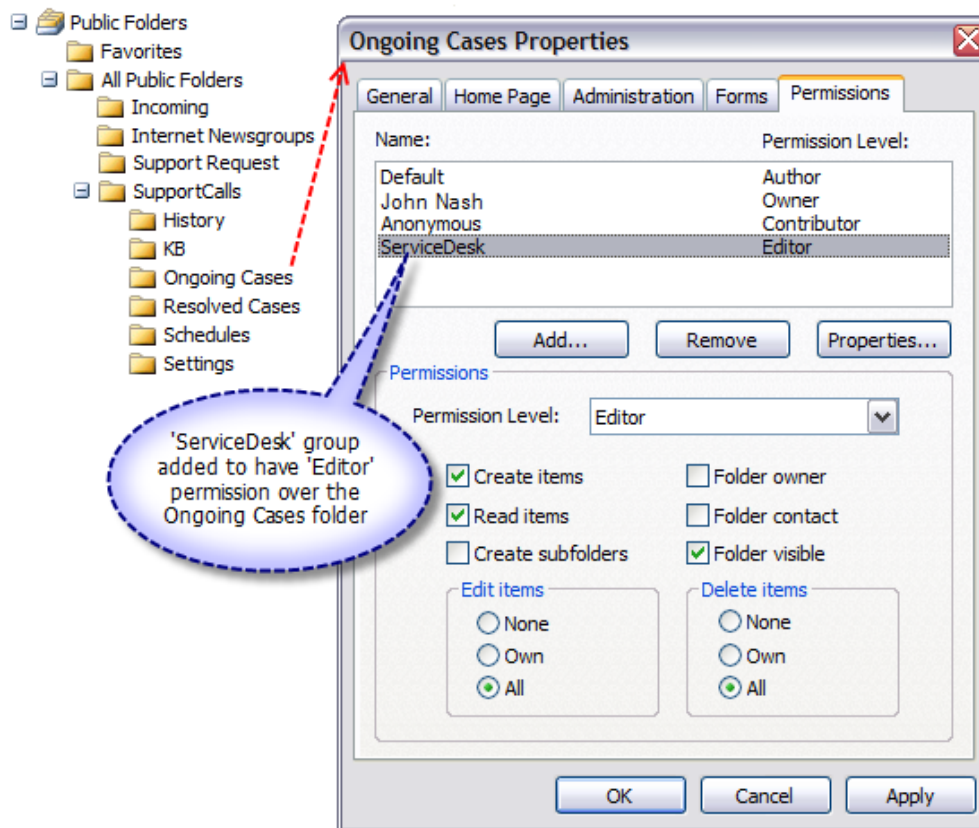 Public Folders
Favorites
All Public Folders
Incoming
Internet Newsgroups
Support Request
SupportCalls
History
KB
Ongoing Cases
Resolved Cases
Schedules
Settings
'ServiceDesk' group
added to have 'Editor'
permission over the
Ongoing Cases folder
Ongoing Cases Properties
General Home Page Administration Forms Permissions
Name: Permission Level:
Default Author
John Nash Owner
Anonymous Contributor
ServiceDesk Editor
Add... Remove Properties...
Permissions
Permission Level: Editor
Create items Folder owner
Read items Folder contact
Create subfolders Folder visible
Edit items Delete items
None None
Own Own
All All
OK Cancel Apply